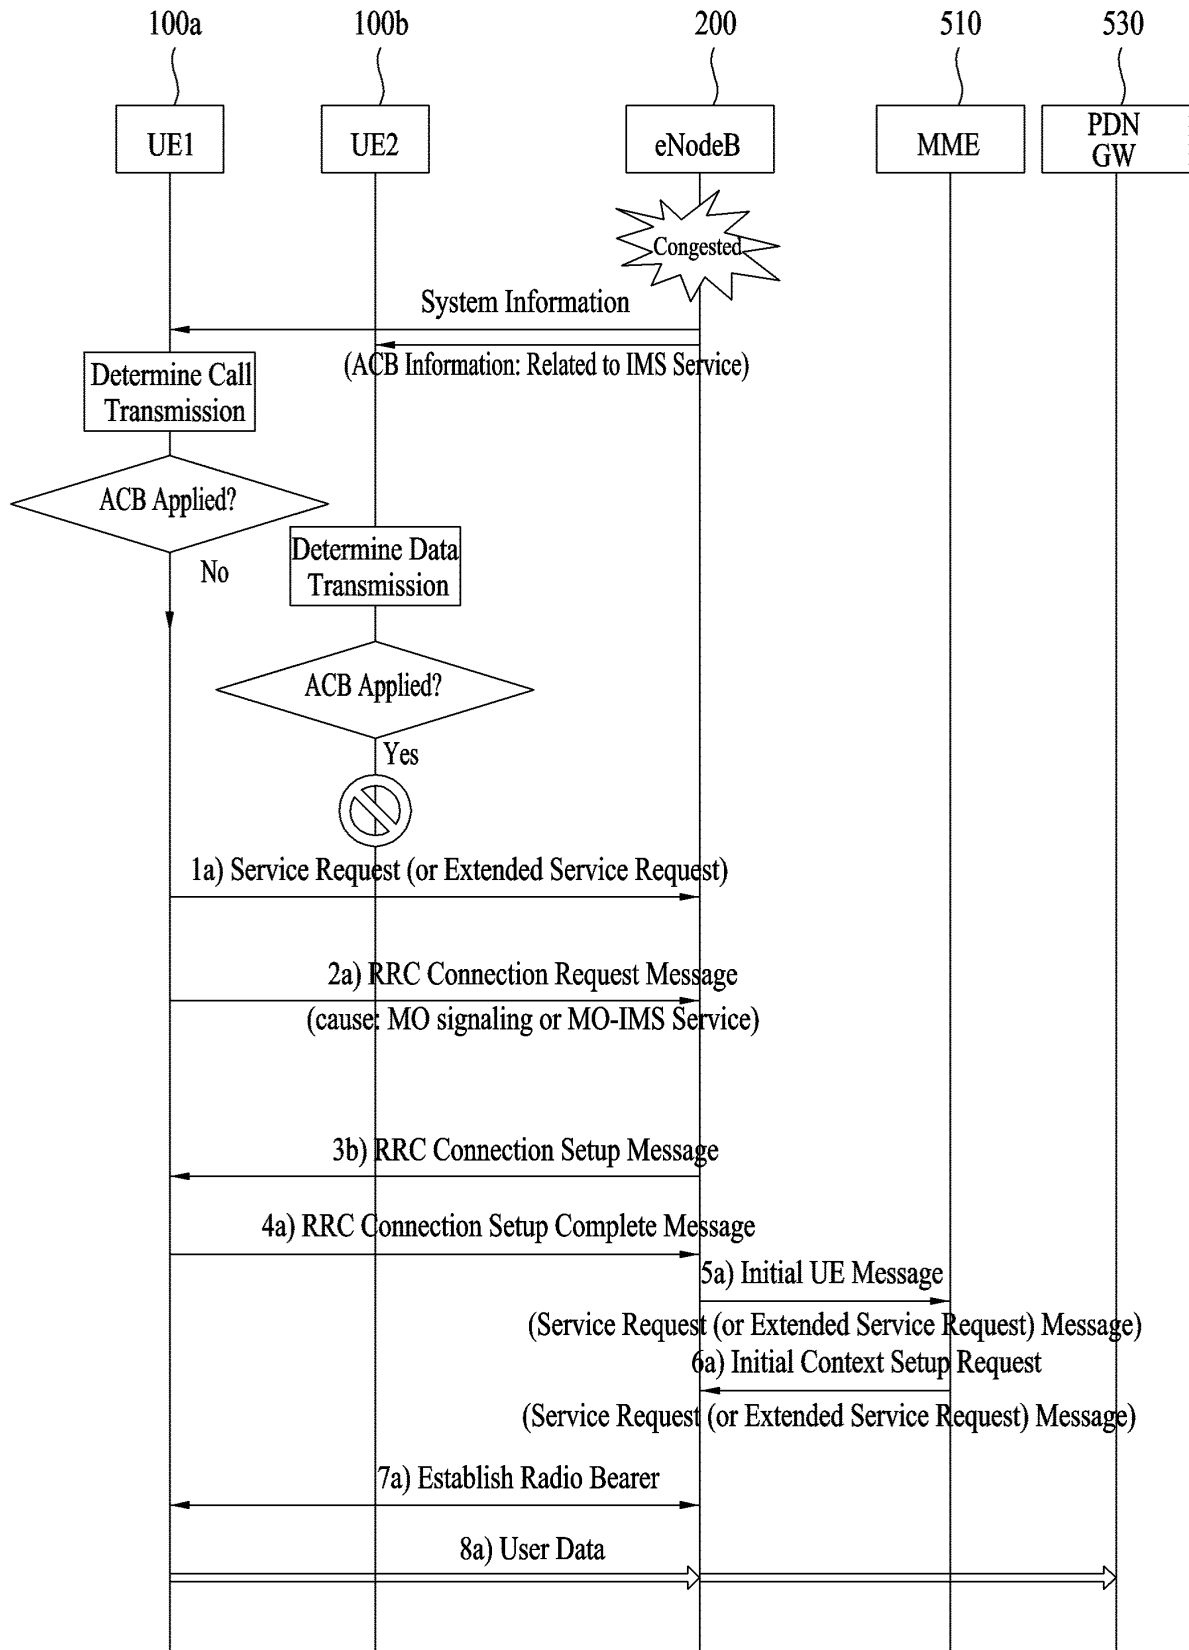 100a 100b 200 510 530
UE1 UE2 eNodeB MME PDN
GW
Congested
System Information
(ACB Information: Related to IMS Service)
Determine Call
Transmission
ACB Applied?
No
Determine Data
Transmission
ACB Applied?
Yes
1a) Service Request (or Extended Service Request)
2a) RRC Connection Request Message
(cause: MO signaling or MO-IMS Service)
3b) RRC Connection Setup Message
4a) RRC Connection Setup Complete Message
5a) Initial UE Message
(Service Request (or Extended Service Request) Message)
6a) Initial Context Setup Request
(Service Request (or Extended Service Request) Message)
7a) Establish Radio Bearer
8a) User Data